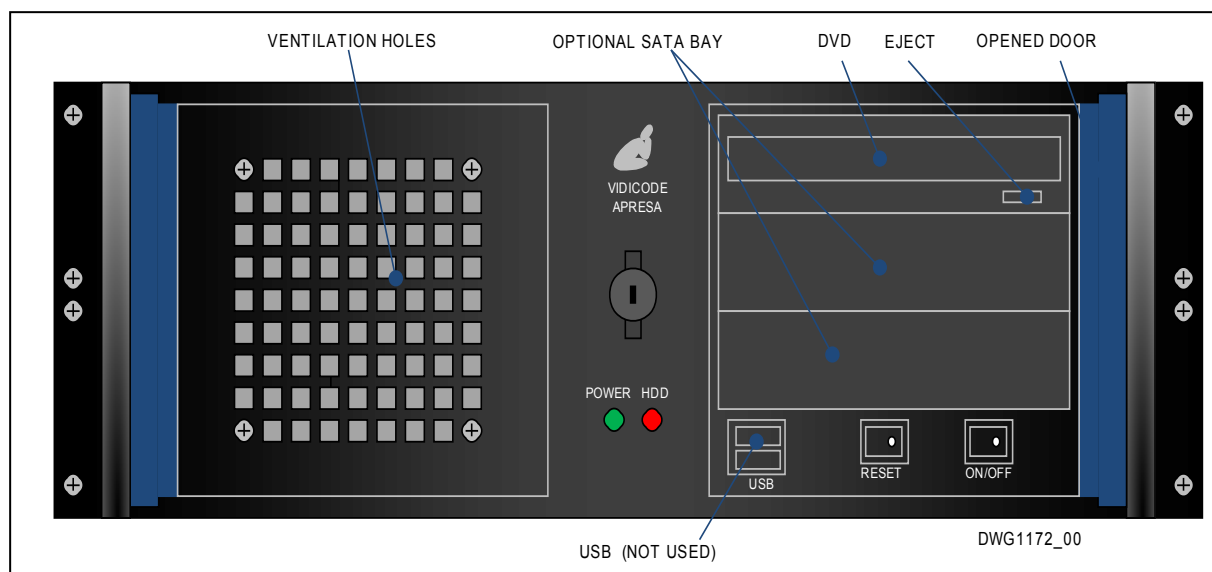 VENTILATION HOLES
OPTIONAL SATA BAY
DVD
EJECT
OPENED DOOR
VIDICODE
APRESA
POWER HDD
USB
RESET
ON/OFF
USB (NOT USED)
DWG1172_00